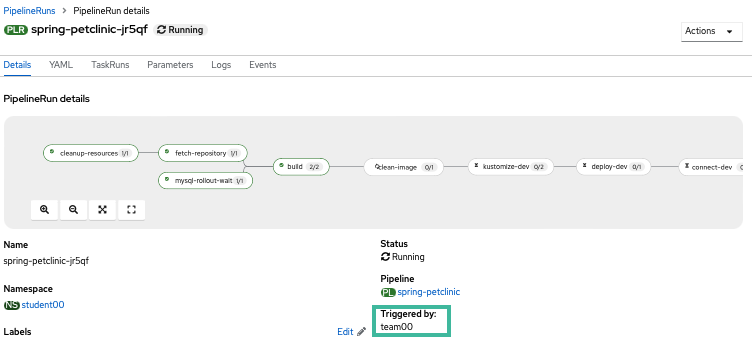 PipelineRuns > PipelineRun details
PLR spring-petclinic-jr5qf Running
Actions
Details YAML TaskRuns Parameters Logs Events
PipelineRun details
cleanup-resources 1/1
fetch-repository 1/1
mysql-rollout-wait 1/1
build 2/2
clean-image 0/1
kustomize-dev 0/2
deploy-dev 0/1
connect-dev
Name
spring-petclinic-jr5qf
Namespace
NS student00
Labels
Edit
Status
Running
Pipeline
PL spring-petclinic
Triggered by:
team00